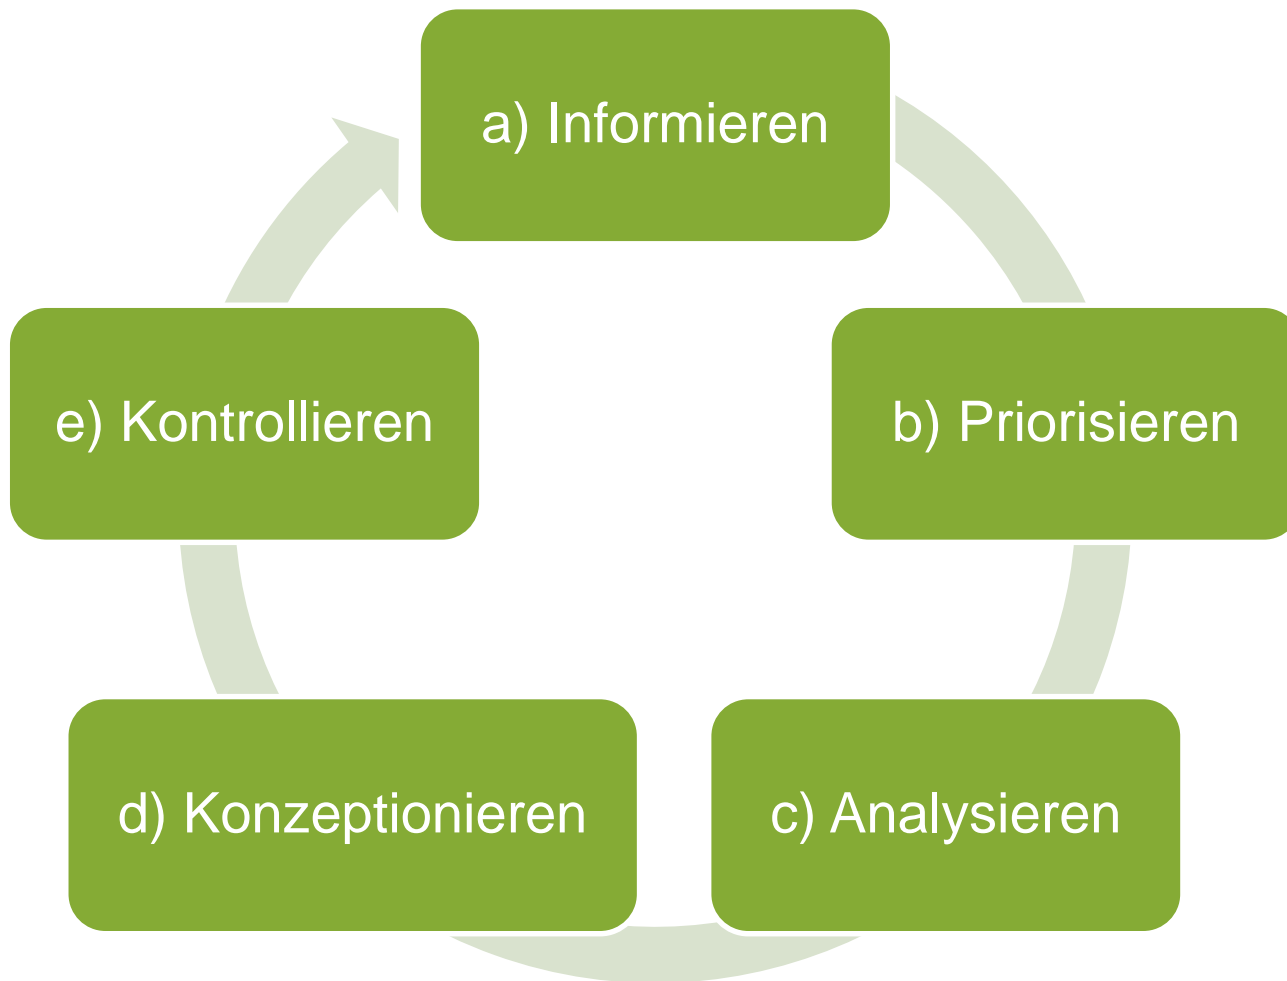 a) Informieren
b) Priorisieren
c) Analysieren
d) Konzeptionieren
e) Kontrollieren